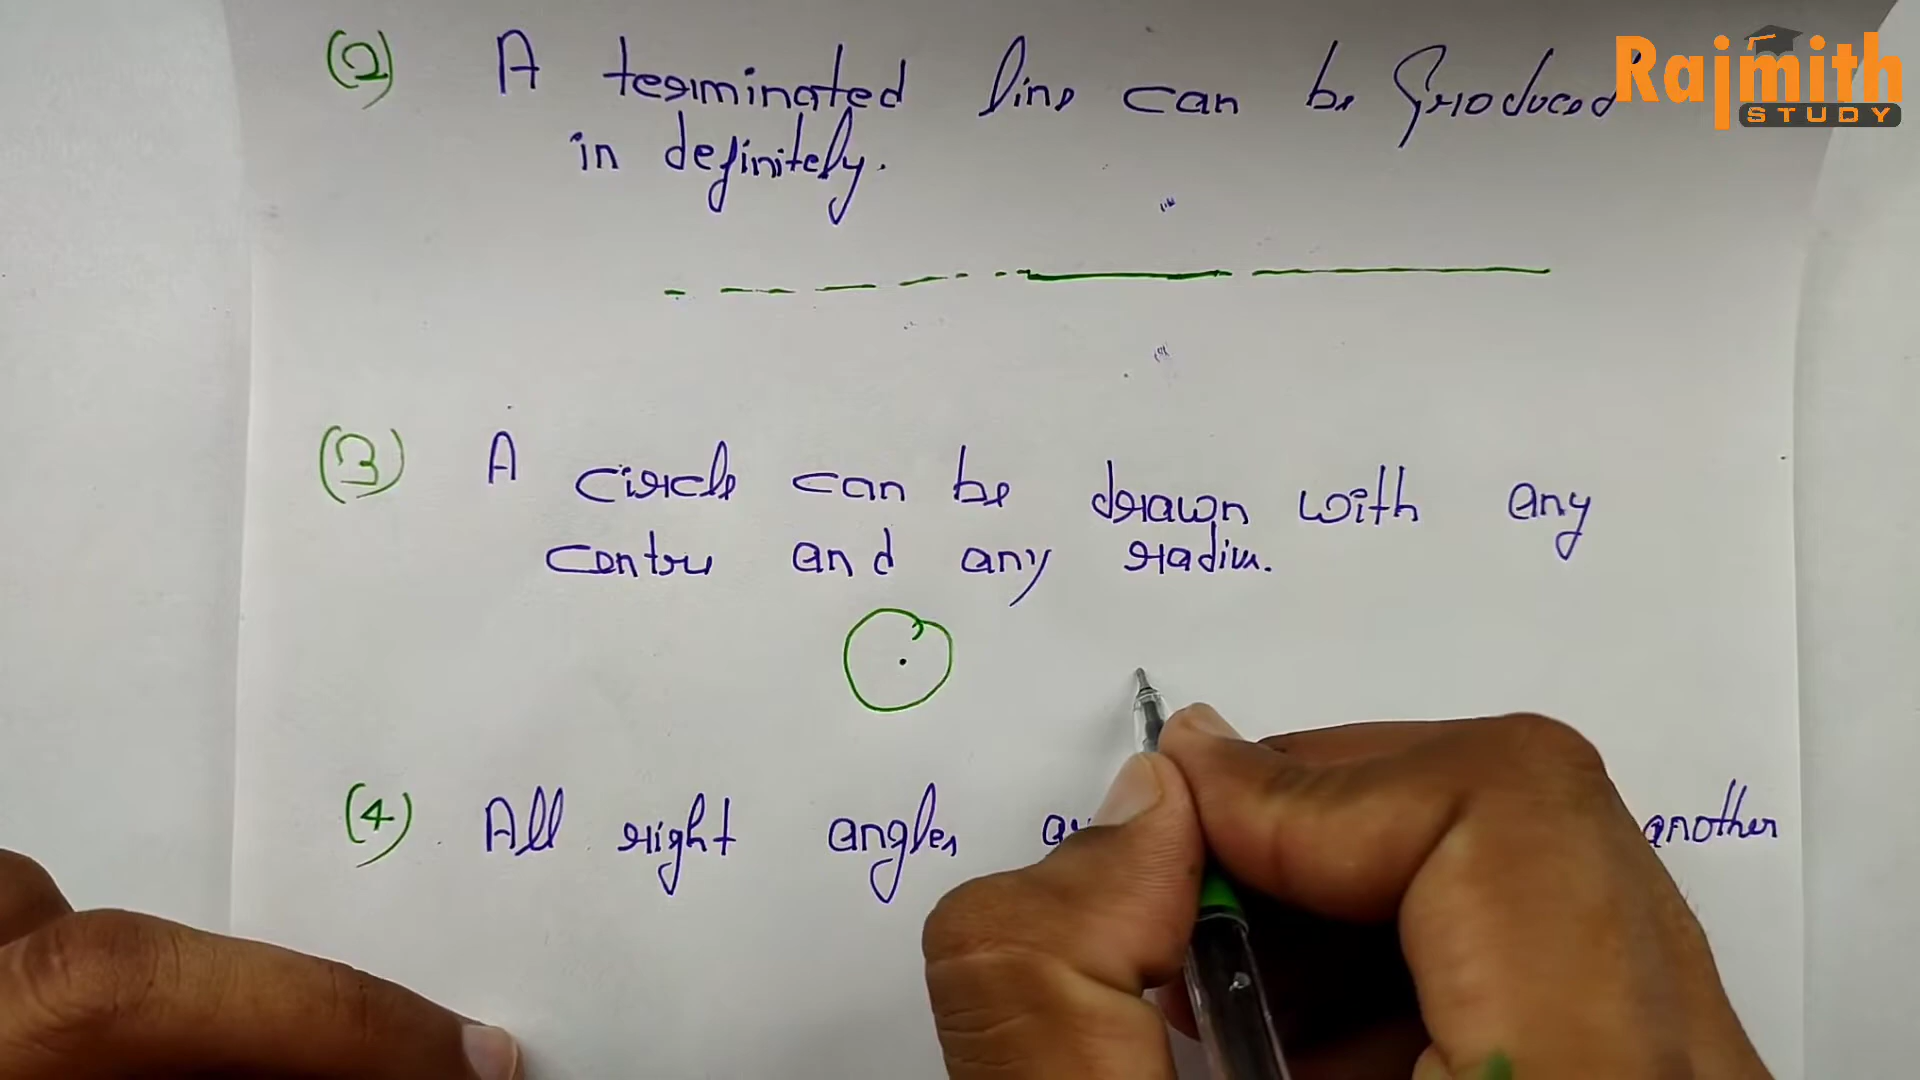 Rajmith
STUDY
(2) A terminated line can be produced
in definitely.
(3) A circle can be drawn with any
centre and any radius.
(4) All right angles another